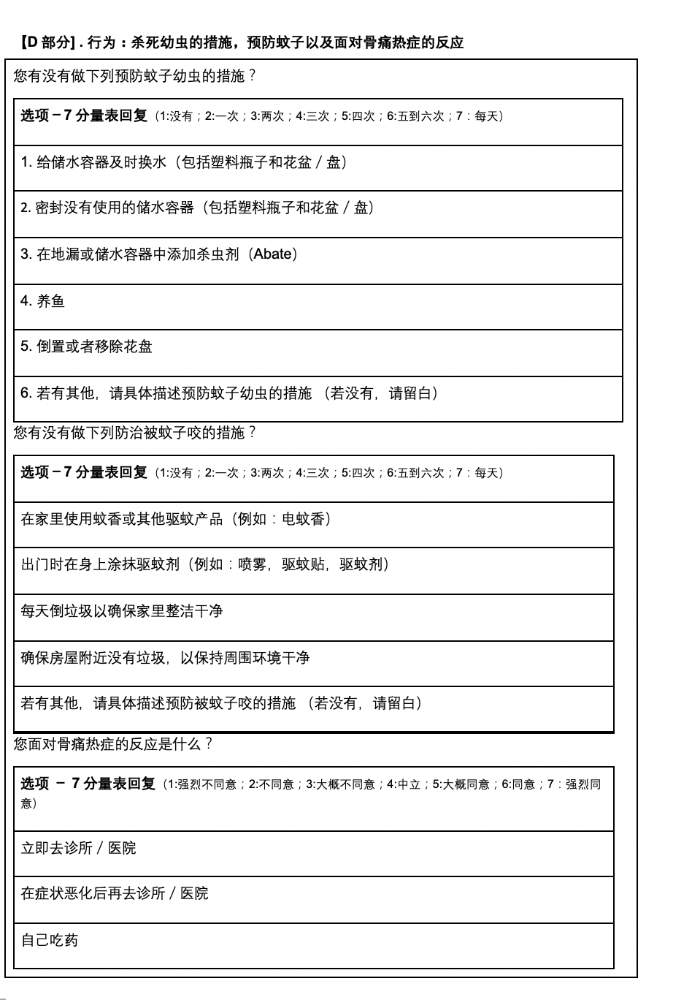 【D 部分] . 行为：杀死幼虫的措施，预防蚊子以及面对骨痛热症的反应
您有没有做下列预防蚊子幼虫的措施？
选项 – 7 分量表回复（1:没有；2:一次；3:两次；4:三次；5:四次；6:五到六次；7：每天）
1. 给储水容器及时换水（包括塑料瓶子和花盆 / 盘）
2. 密封没有使用的储水容器（包括塑料瓶子和花盆 / 盘）
3. 在地漏或储水容器中添加杀虫剂（Abate）
4. 养鱼
5. 倒置或者移除花盘
6. 若有其他，请具体描述预防蚊子幼虫的措施 （若没有，请留白）
您有没有做下列防治被蚊子咬的措施？
选项 – 7 分量表回复（1:没有；2:一次；3:两次；4:三次；5:四次；6:五到六次；7：每天）
在家里使用蚊香或其他驱蚊产品（例如：电蚊香）
出门时在身上涂抹驱蚊剂（例如：喷雾，驱蚊贴，驱蚊剂）
每天倒垃圾以确保家里整洁干净
确保房屋附近没有垃圾，以保持周围环境干净
若有其他，请具体描述预防被蚊子咬的措施 （若没有，请留白）
您面对骨痛热症的反应是什么？
选项 – 7 分量表回复（1:强烈不同意；2:不同意；3:大概不同意；4:中立；5:大概同意；6:同意；7：强烈同
意）
立即去诊所 / 医院
在症状恶化后再去诊所 / 医院
自己吃药